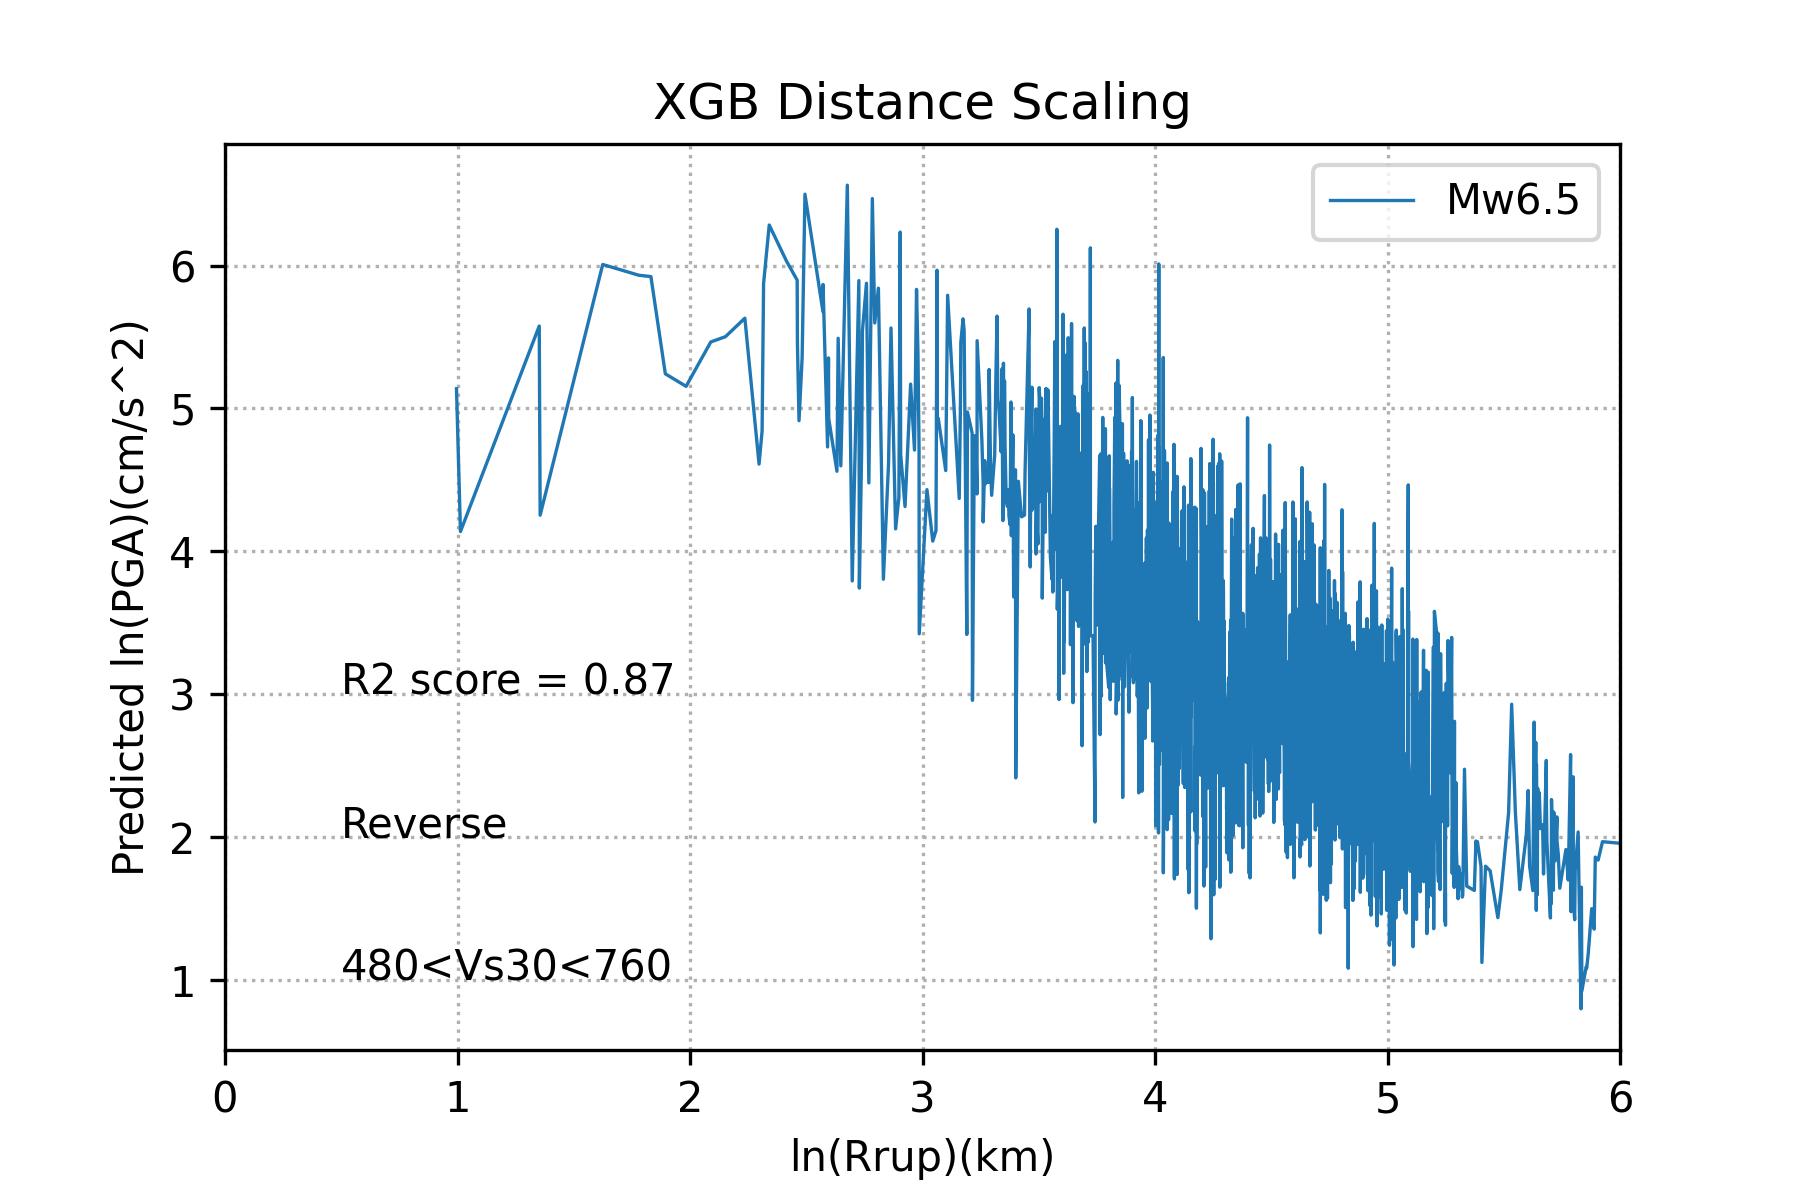 XGB Distance Scaling
Mw6.5
Predicted ln(PGA)(cm/s^2)
6
5
4
3
2
1
R2 score = 0.87
Reverse
480<Vs30<760
0 1 2 3 4 5 6
ln(Rrup)(km)